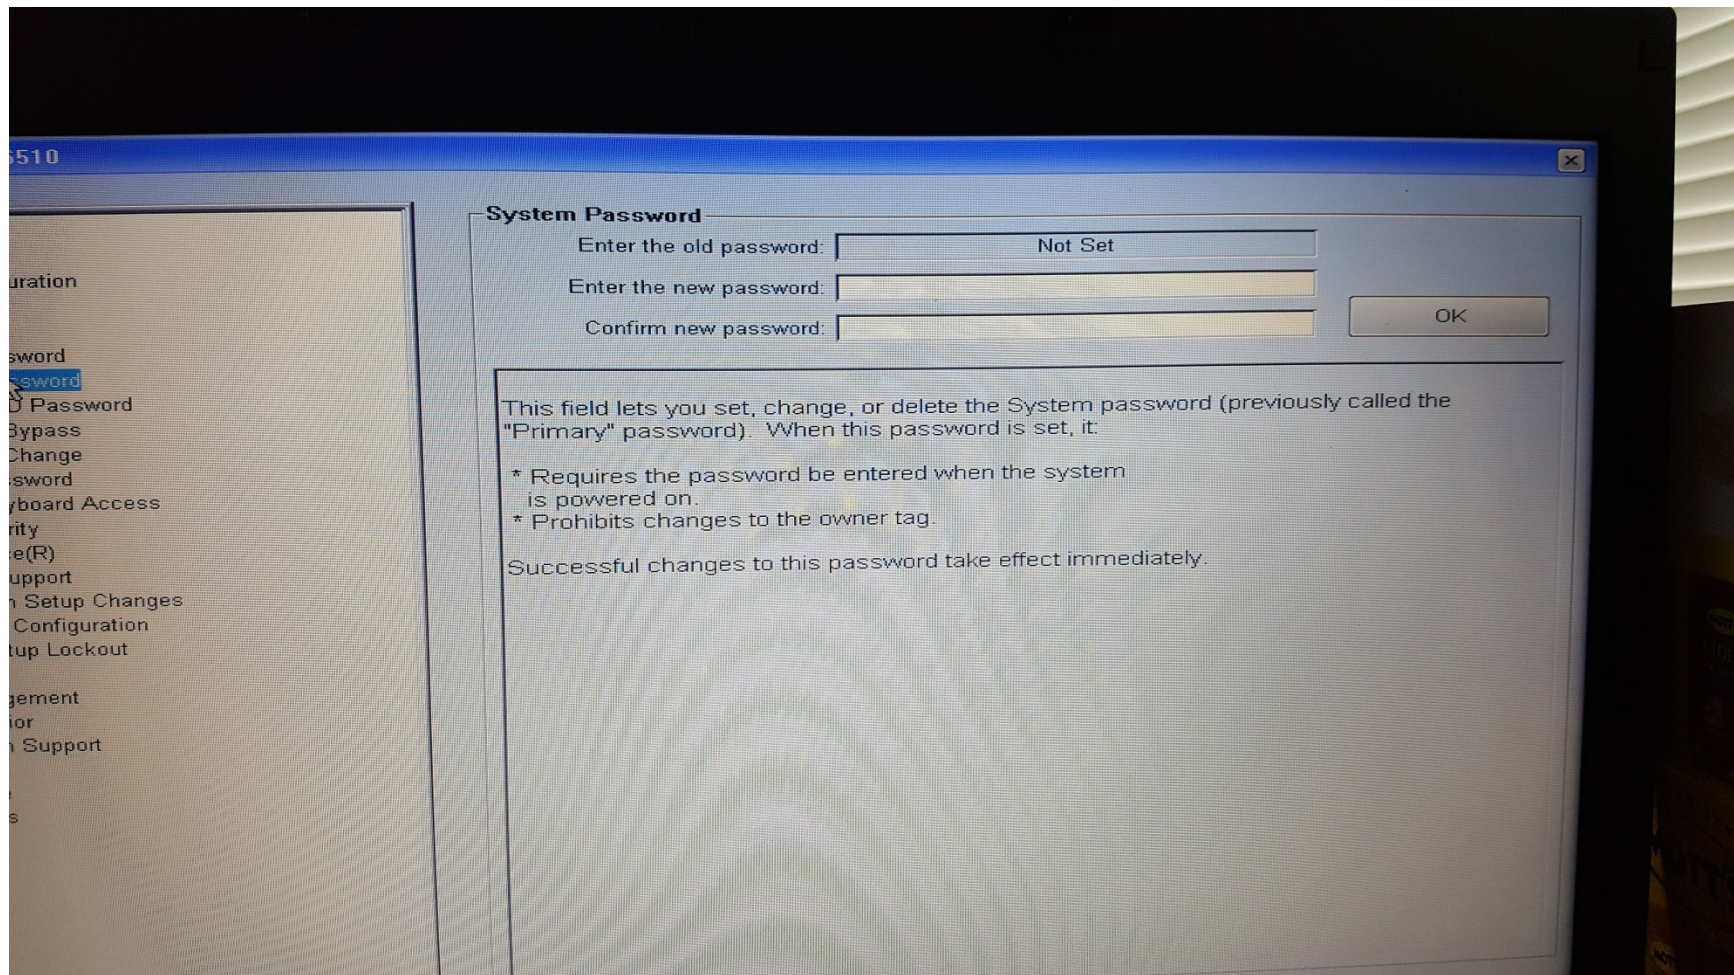 6510
System Password
Enter the old password: Not Set
Enter the new password:
Confirm new password:
OK
uration
sword
ssword
D Password
Bypass
Change
sword
yboard Access
rity
e(R)
upport
n Setup Changes
Configuration
tup Lockout
gement
ior
n Support
s
This field lets you set, change, or delete the System password (previously called the
"Primary" password). When this password is set, it:
* Requires the password be entered when the system
is powered on.
* Prohibits changes to the owner tag.
Successful changes to this password take effect immediately.